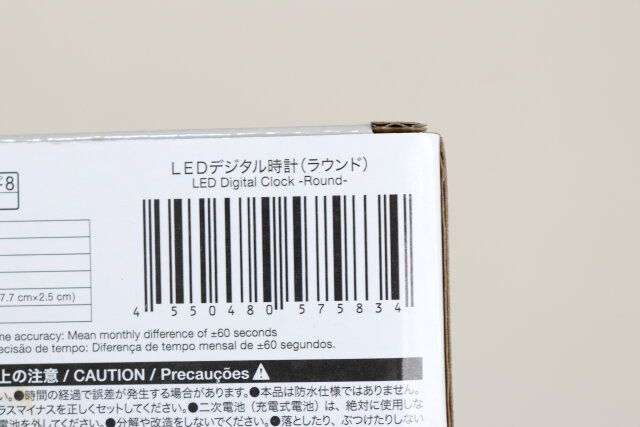 LEDデジタル時計(ラウンド)
LED Digital Clock -Round-
8
7.7 cm×2.5 cm)
4 550480 575834
me accuracy: Mean monthly difference of ±60 seconds
ecisão de tempo: Diferença de tempo mensal de ±60 segundos.
上の注意 / CAUTION / Precauções
い。●時間の経過で誤差が発生する場合があります。●本品は防水仕様ではありません。
ラスマイナスを正しくセットしてください。●二次電池(充電式電池)は、絶対に使用しな
電池を外してください。●分解や改造をしないでください。●落としたり、ぶつけたりしない